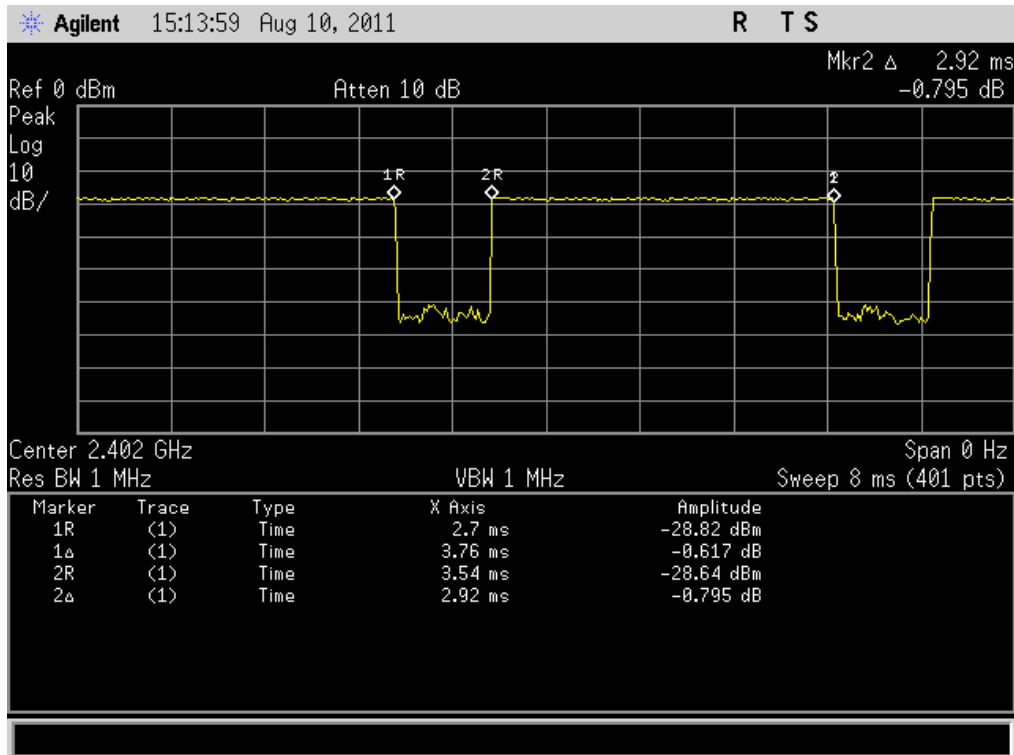 Agilent 15:13:59 Aug 10, 2011 R T S
Mkr2 Δ 2.92 ms
Ref 0 dBm Atten 10 dB -0.795 dB
Peak
Log
10
dB/
1R 2R 2
Center 2.402 GHz Span 0 Hz
Res BW 1 MHz VBW 1 MHz Sweep 8 ms (401 pts)
Marker Trace Type X Axis Amplitude
1R (1) Time 2.7 ms -28.82 dBm
1Δ (1) Time 3.76 ms -0.617 dB
2R (1) Time 3.54 ms -28.64 dBm
2Δ (1) Time 2.92 ms -0.795 dB